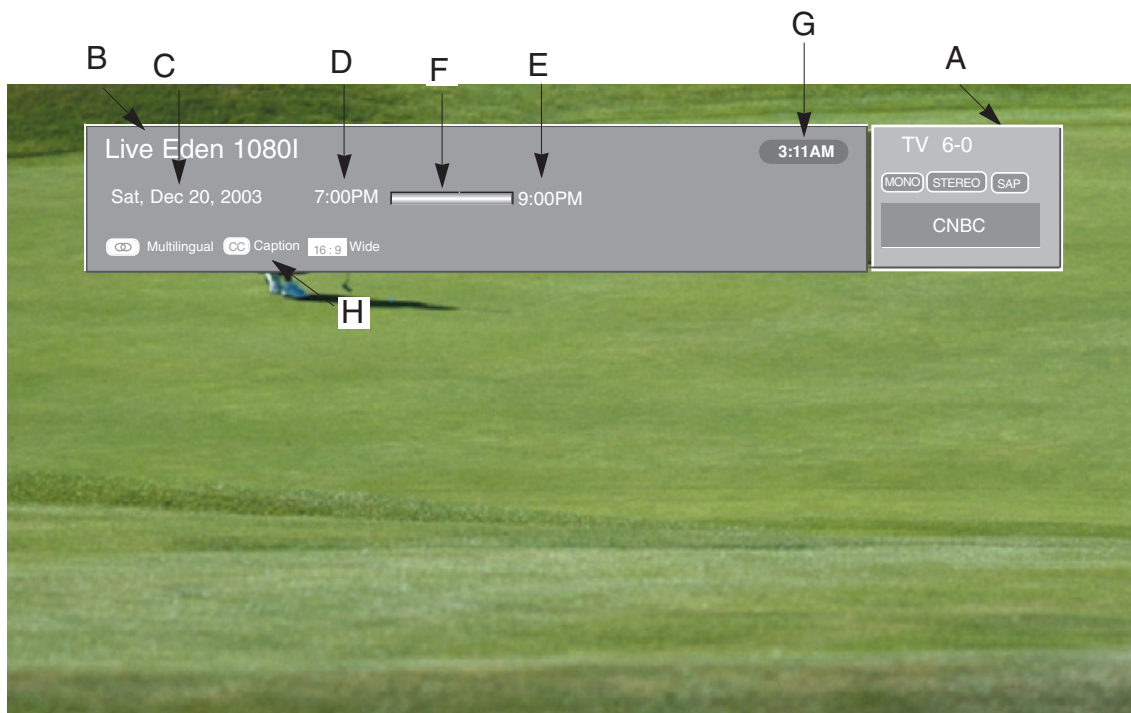 G
B C D F E A
Live Eden 1080I
3:11AM
TV 6-0
Sat, Dec 20, 2003 7:00PM 9:00PM
MONO STEREO SAP
CNBC
Multilingual CC Caption 16:9 Wide
H